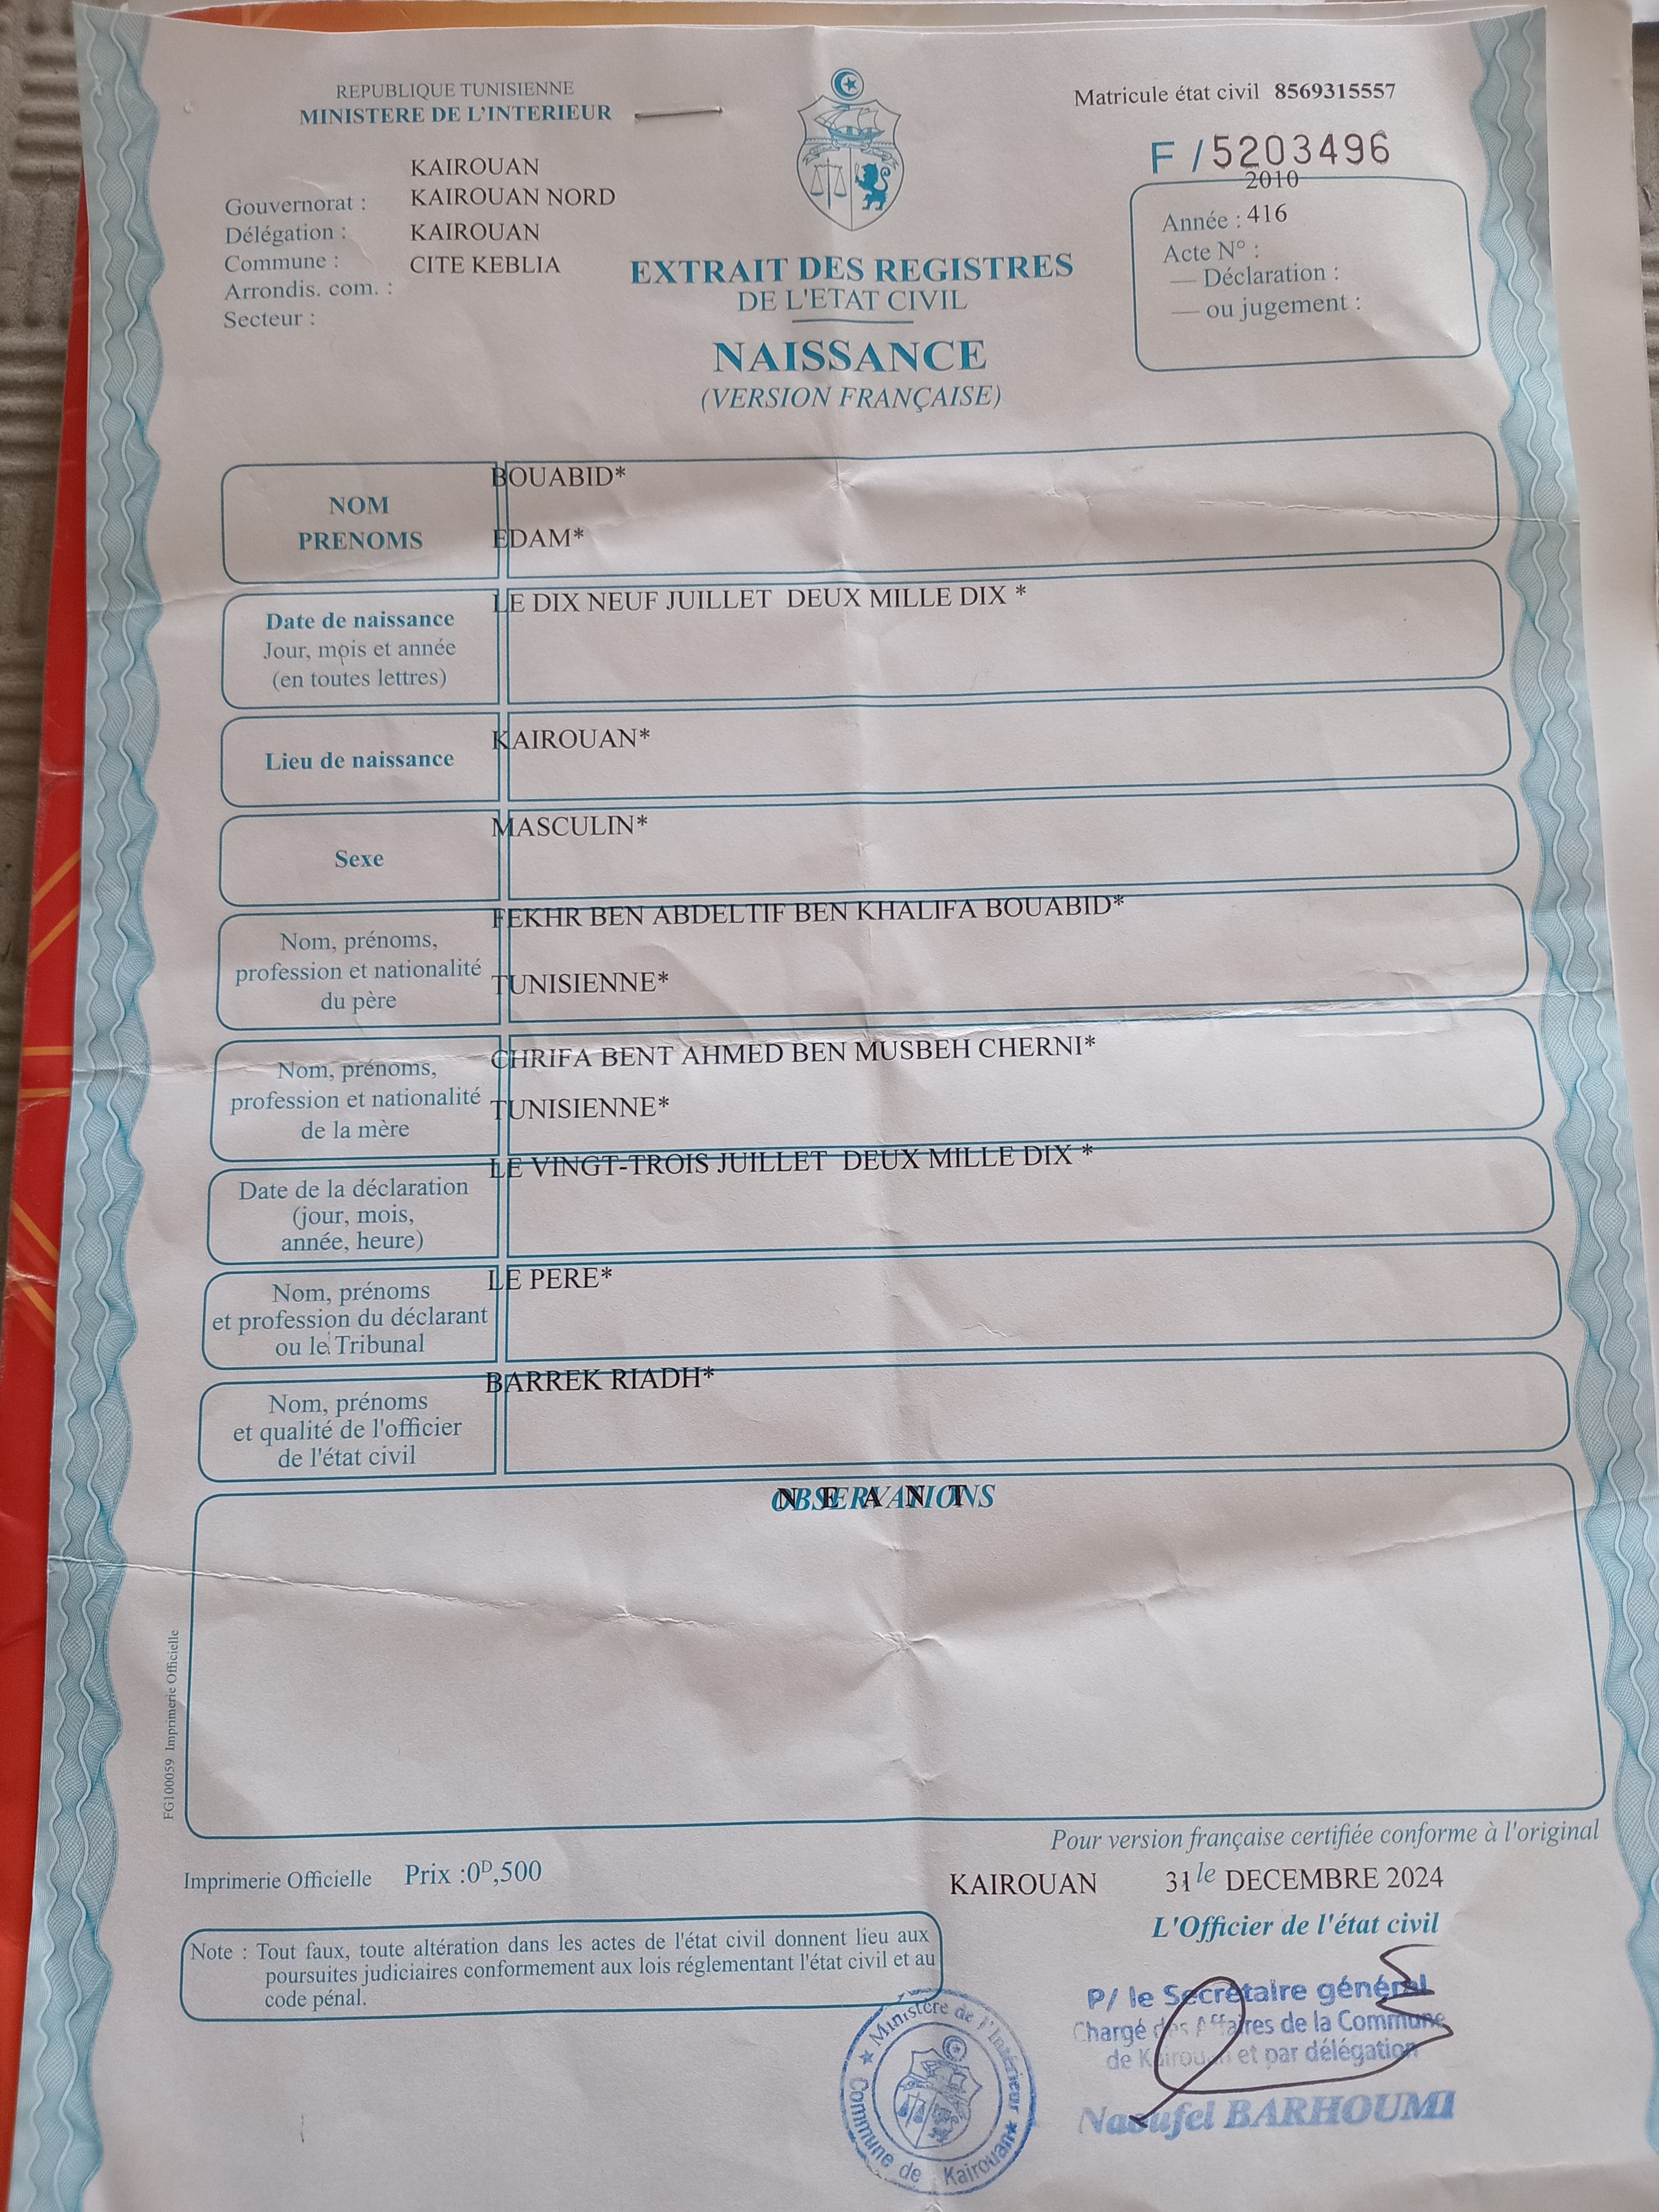 REPUBLIQUE TUNISIENNE
MINISTERE DE L'INTERIEUR
Matricule état civil 8569315557
F / 5203496
KAIROUAN
Gouvernorat : KAIROUAN NORD
Délégation : KAIROUAN
Commune : CITE KEBLIA
Arrondis. com. :
Secteur :
2010
Année : 416
Acte N° :
— Déclaration :
— ou jugement :
EXTRAIT DES REGISTRES
DE L'ETAT CIVIL
NAISSANCE
(VERSION FRANÇAISE)
NOM
PRENOMS
BOUABID*
EDAM*
Date de naissance
Jour, mois et année
(en toutes lettres)
LE DIX NEUF JUILLET DEUX MILLE DIX *
Lieu de naissance
KAIROUAN*
Sexe
MASCULIN*
Nom, prénoms,
profession et nationalité
du père
FEKHR BEN ABDELTIF BEN KHALIFA BOUABID*
TUNISIENNE*
Nom, prénoms,
profession et nationalité
de la mère
CHRIFA BENT AHMED BEN MUSBEH CHERNI*
TUNISIENNE*
Date de la déclaration
(jour, mois,
année, heure)
LE VINGT-TROIS JUILLET DEUX MILLE DIX *
Nom, prénoms
et profession du déclarant
ou le Tribunal
LE PERE*
Nom, prénoms
et qualité de l'officier
de l'état civil
BARREK RIADH*
OBSERVATIONS
N E A N T
FG100059 Imprimerie Officielle
Pour version française certifiée conforme à l'original
Imprimerie Officielle Prix :0ᴰ,500
KAIROUAN 31 le DECEMBRE 2024
L'Officier de l'état civil
Note : Tout faux, toute altération dans les actes de l'état civil donnent lieu aux
poursuites judiciaires conformement aux lois réglementant l'état civil et au
code pénal.
P/ le Secrétaire général
Chargé des Affaires de la Commune
de Kairouan et par délégation
Naoufel BARHOUMI
★ Ministère de l'Intérieur ★
Commune de Kairouan